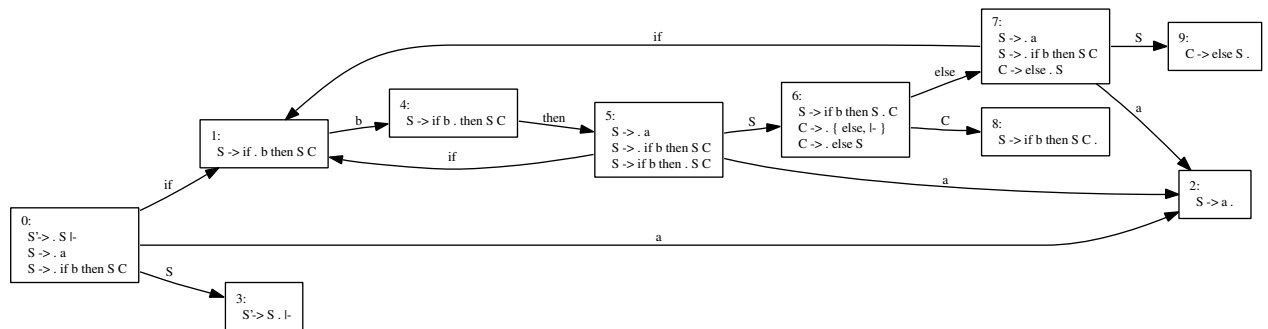 if
7:
S -> . a
S -> . if b then S C
C -> else . S
S
9:
C -> else S .
else
a
4:
S -> if b . then S C
b
then
1:
S -> if . b then S C
if
5:
S -> . a
S -> . if b then S C
S -> if b then . S C
S
a
6:
S -> if b then S . C
C -> . { else, |- }
C -> . else S
C
8:
S -> if b then S C .
2:
S -> a .
if
0:
S'-> . S |-
S -> . a
S -> . if b then S C
a
S
3:
S'-> S . |-